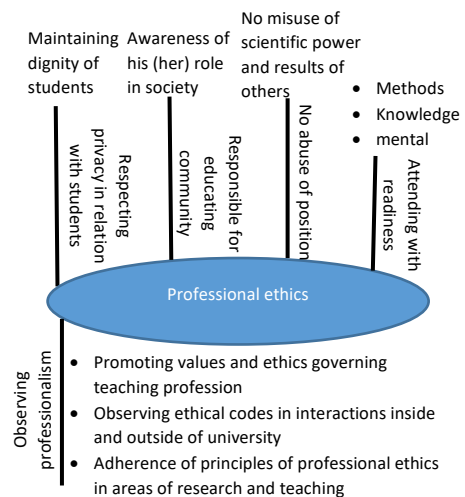 Maintaining
dignity of
students
Awareness of
his (her) role
in society
No misuse of
scientific power
and results of
others
• Methods
• Knowledge
• mental
Respecting
privacy in relation
with students
Responsible for
educating
community
No abuse of position
Attending with
readiness
Professional ethics
Observing
professionalism
• Promoting values and ethics governing
teaching profession
• Observing ethical codes in interactions inside
and outside of university
• Adherence of principles of professional ethics
in areas of research and teaching